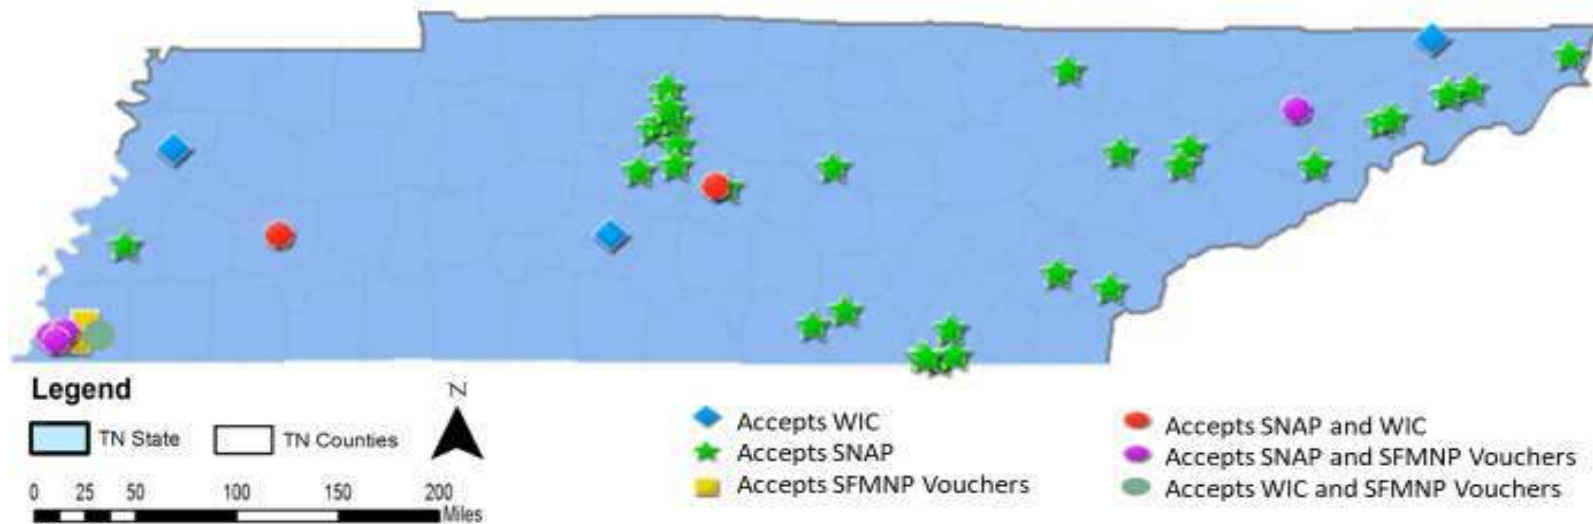 Legend
TN State
TN Counties
N
0 25 50 100 150 200
Miles
Accepts WIC
Accepts SNAP
Accepts SFMNP Vouchers
Accepts SNAP and WIC
Accepts SNAP and SFMNP Vouchers
Accepts WIC and SFMNP Vouchers